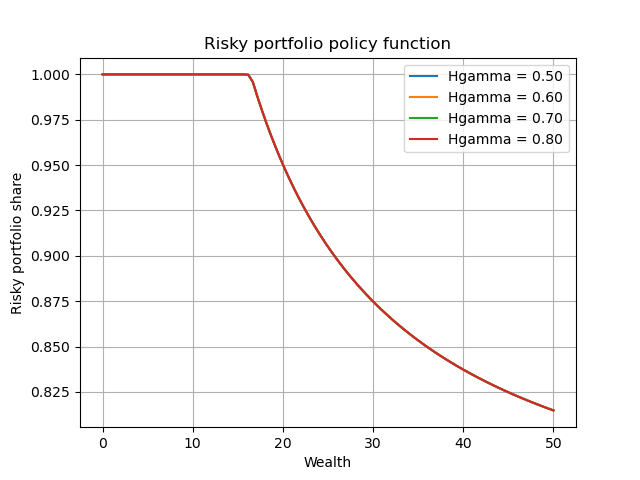 Risky portfolio policy function
Hgamma = 0.50
Hgamma = 0.60
Hgamma = 0.70
Hgamma = 0.80
Risky portfolio share
1.000
0.975
0.950
0.925
0.900
0.875
0.850
0.825
0 10 20 30 40 50
Wealth